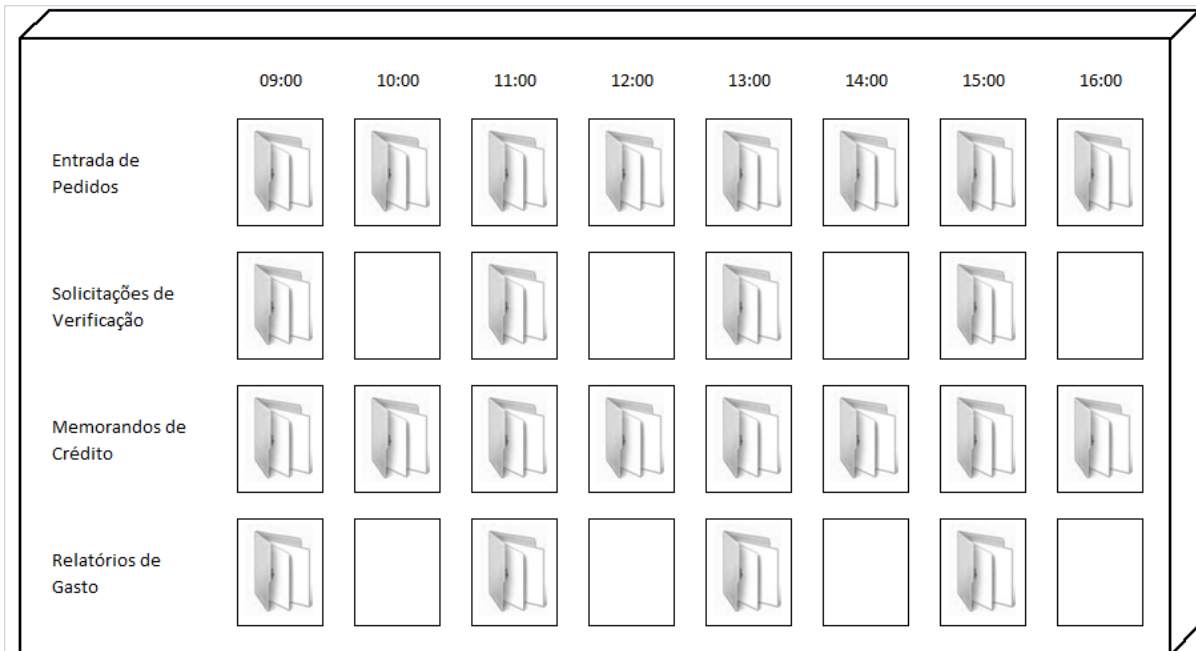 09:00 10:00 11:00 12:00 13:00 14:00 15:00 16:00
Entrada de
Pedidos
Solicitações de
Verificação
Memorandos de
Crédito
Relatórios de
Gasto